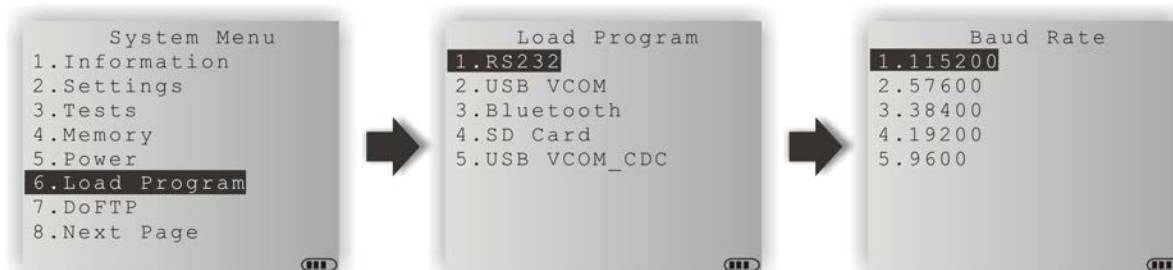 System Menu
1.Information
2.Settings
3.Tests
4.Memory
5.Power
6.Load Program
7.DoFTP
8.Next Page
Load Program
1.RS232
2.USB VCOM
3.Bluetooth
4.SD Card
5.USB VCOM_CDC
Baud Rate
1.115200
2.57600
3.38400
4.19200
5.9600